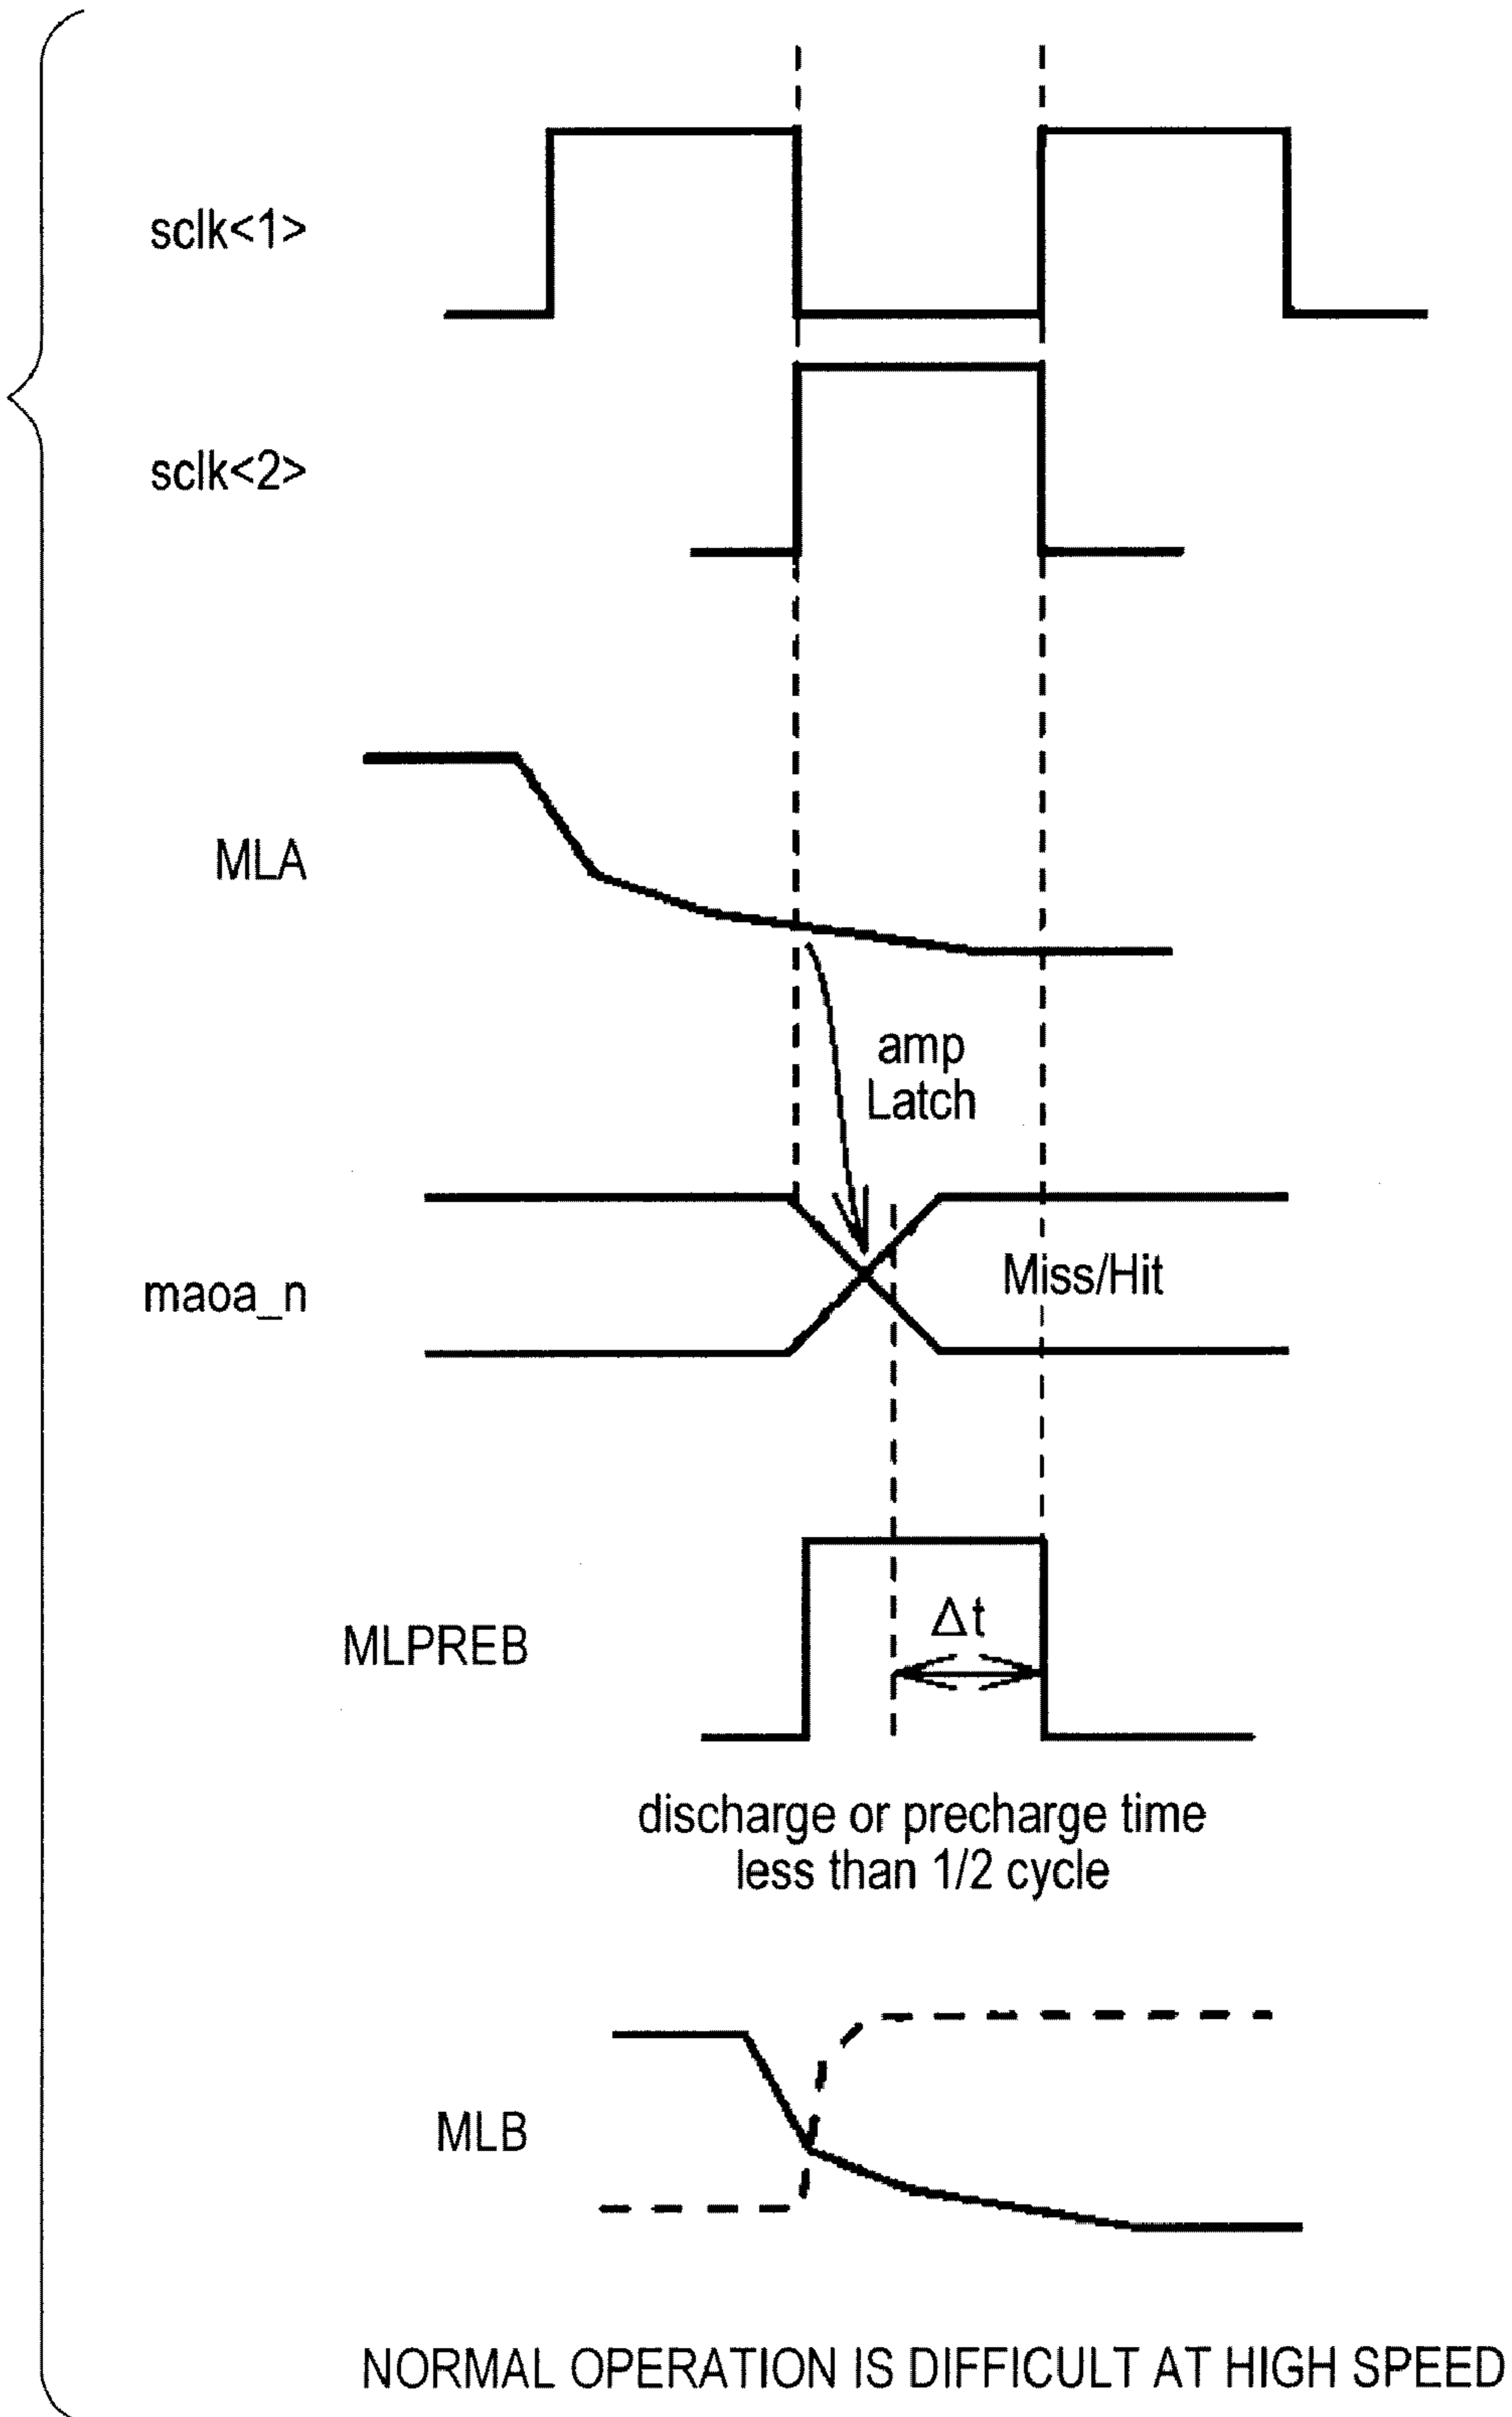 sclk<1>
sclk<2>
MLA
amp
Latch
maoa_n
Miss/Hit
MLPREB
Δt
discharge or precharge time
less than 1/2 cycle
MLB
NORMAL OPERATION IS DIFFICULT AT HIGH SPEED